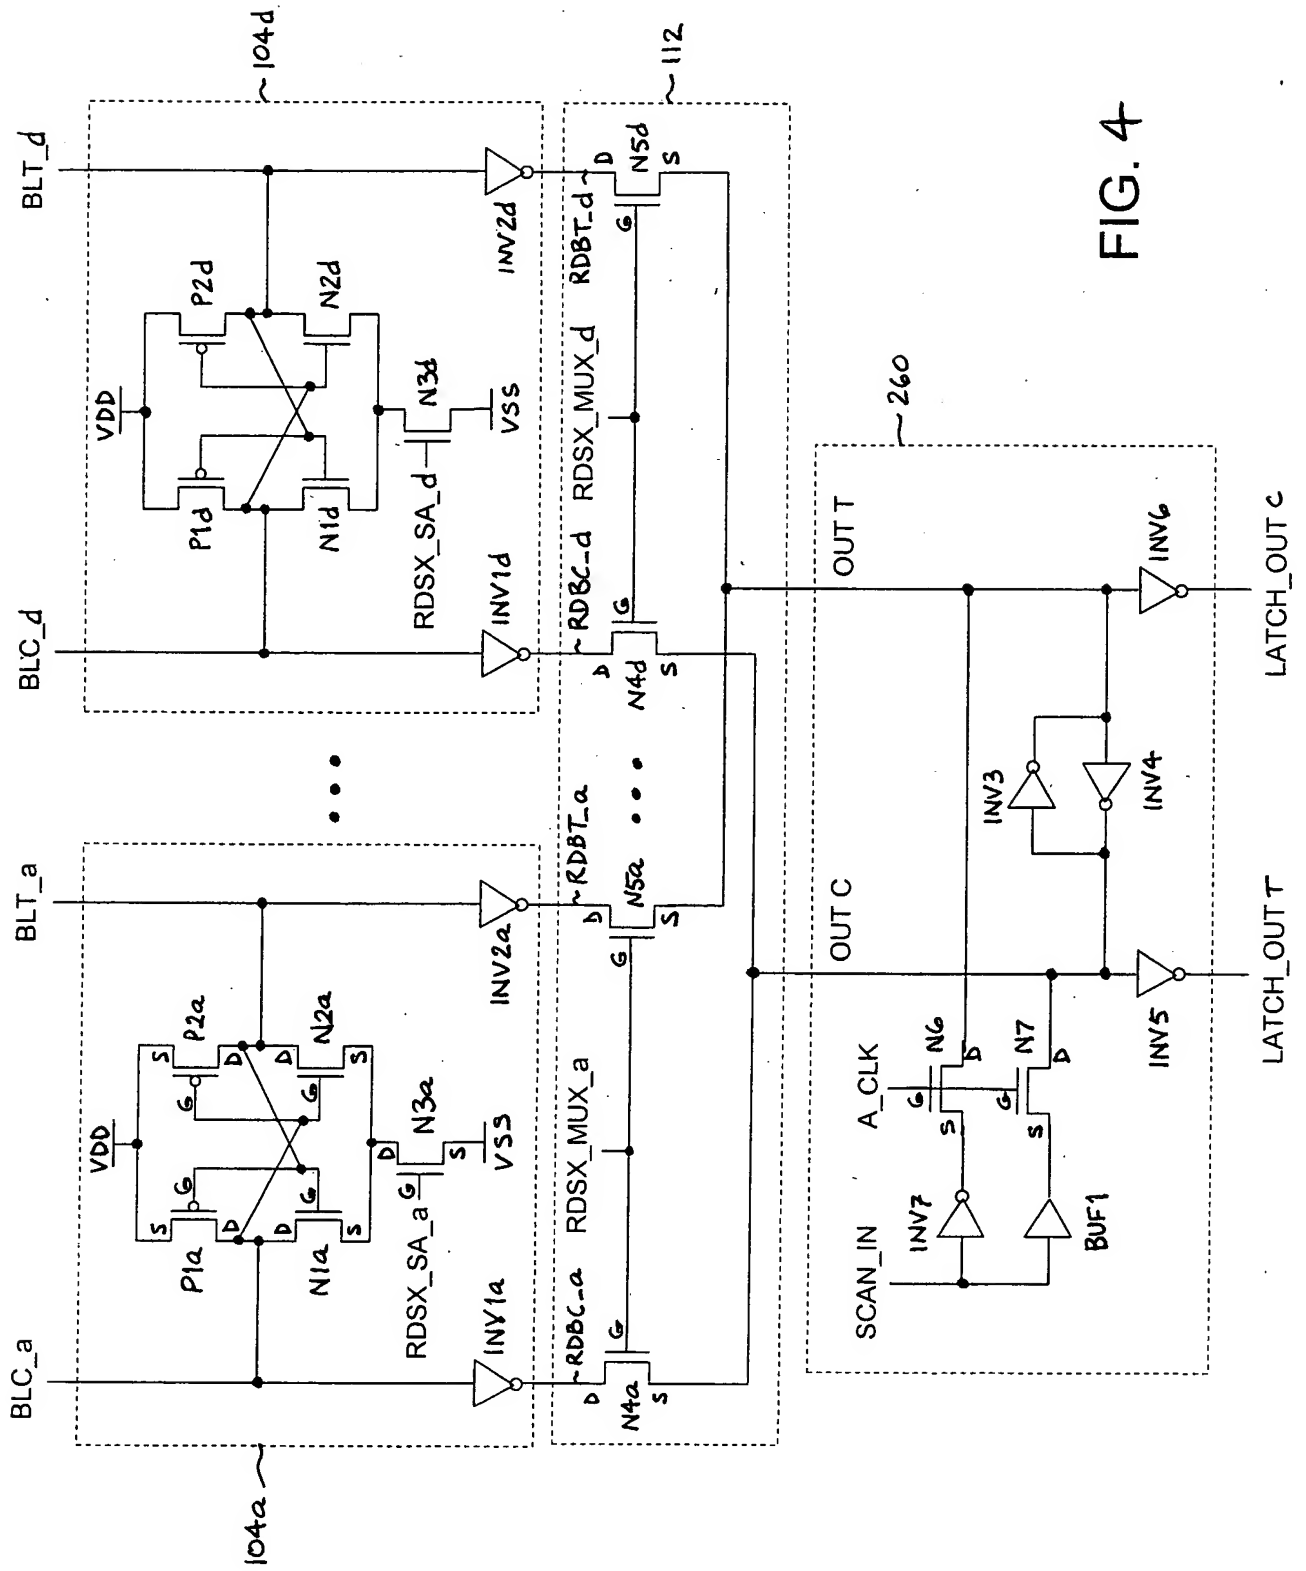 BLC_a
BLT_a
BLC_d
BLT_d
104a
104d
VDD
VDD
S
S
P1a
G
G
P2a
D
D
P1d
P2d
D
D
N1a
G
G
N2a
S
S
N1d
N2d
RDSX_SA_a
G
D
S
N3a
VSS
RDSX_SA_d
N3d
VSS
INV1a
INV2a
INV1d
INV2d
RDBC_a
RDSX_MUX_a
RDBT_a
RDBC_d
RDSX_MUX_d
RDBT_d
112
D
G
S
N4a
D
G
S
N5a
D
G
S
N4d
D
G
S
N5d
OUT C
OUT T
260
SCAN_IN
A_CLK
INV7
BUF1
G
S
D
N6
G
S
D
N7
INV3
INV4
INV5
INV6
LATCH_OUT T
LATCH_OUT C
FIG. 4